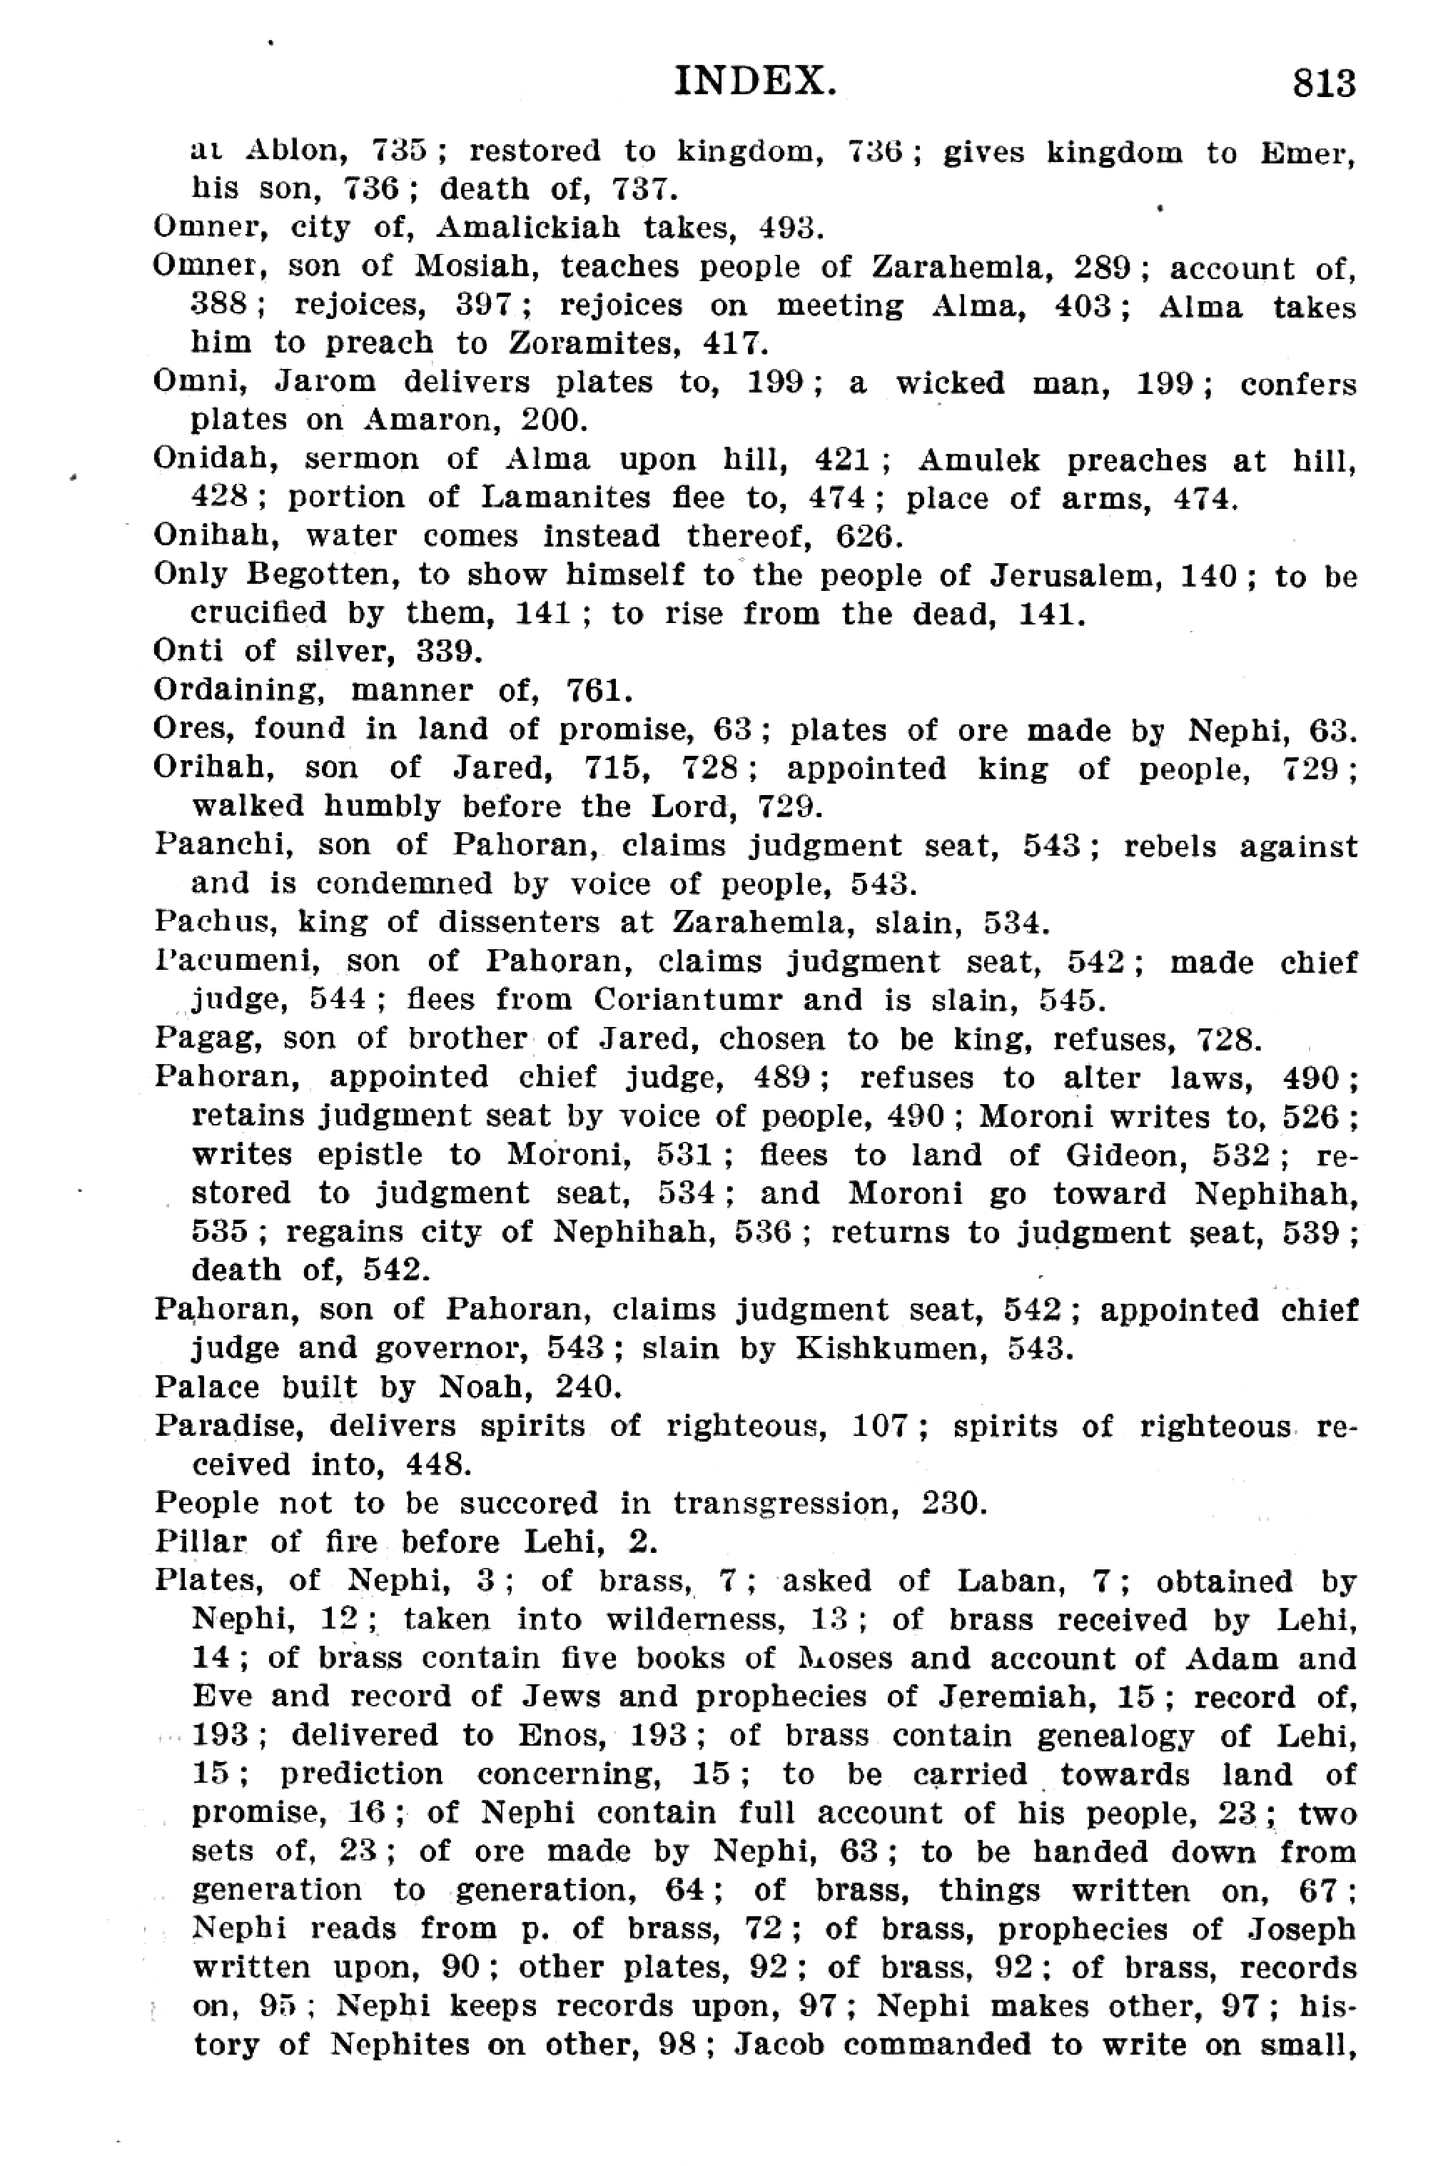 INDEX. 813
at Ablon, 735; restored to kingdom, 736; gives kingdom to Emer,
his son, 736; death of, 737.
Omner, city of, Amalickiah takes, 493.
Omner, son of Mosiah, teaches people of Zarahemla, 289; account of,
388; rejoices, 397; rejoices on meeting Alma, 403; Alma takes
him to preach to Zoramites, 417.
Omni, Jarom delivers plates to, 199; a wicked man, 199; confers
plates on Amaron, 200.
Onidah, sermon of Alma upon hill, 421; Amulek preaches at hill,
428; portion of Lamanites flee to, 474; place of arms, 474.
Onihah, water comes instead thereof, 626.
Only Begotten, to show himself to the people of Jerusalem, 140; to be
crucified by them, 141; to rise from the dead, 141.
Onti of silver, 339.
Ordaining, manner of, 761.
Ores, found in land of promise, 63; plates of ore made by Nephi, 63.
Orihah, son of Jared, 715, 728; appointed king of people, 729;
walked humbly before the Lord, 729.
Paanchi, son of Pahoran, claims judgment seat, 543; rebels against
and is condemned by voice of people, 543.
Pachus, king of dissenters at Zarahemla, slain, 534.
Pacumeni, son of Pahoran, claims judgment seat, 542; made chief
judge, 544; flees from Coriantumr and is slain, 545.
Pagag, son of brother of Jared, chosen to be king, refuses, 728.
Pahoran, appointed chief judge, 489; refuses to alter laws, 490;
retains judgment seat by voice of people, 490; Moroni writes to, 526;
writes epistle to Moroni, 531; flees to land of Gideon, 532; re-
stored to judgment seat, 534; and Moroni go toward Nephihah,
535; regains city of Nephihah, 536; returns to judgment seat, 539;
death of, 542.
Pahoran, son of Pahoran, claims judgment seat, 542; appointed chief
judge and governor, 543; slain by Kishkumen, 543.
Palace built by Noah, 240.
Paradise, delivers spirits of righteous, 107; spirits of righteous re-
ceived into, 448.
People not to be succored in transgression, 230.
Pillar of fire before Lehi, 2.
Plates, of Nephi, 3; of brass, 7; asked of Laban, 7; obtained by
Nephi, 12; taken into wilderness, 13; of brass received by Lehi,
14; of brass contain five books of Moses and account of Adam and
Eve and record of Jews and prophecies of Jeremiah, 15; record of,
193; delivered to Enos, 193; of brass contain genealogy of Lehi,
15; prediction concerning, 15; to be carried towards land of
promise, 16; of Nephi contain full account of his people, 23; two
sets of, 23; of ore made by Nephi, 63; to be handed down from
generation to generation, 64; of brass, things written on, 67;
Nephi reads from p. of brass, 72; of brass, prophecies of Joseph
written upon, 90; other plates, 92; of brass, 92; of brass, records
on, 95; Nephi keeps records upon, 97; Nephi makes other, 97; his-
tory of Nephites on other, 98; Jacob commanded to write on small,